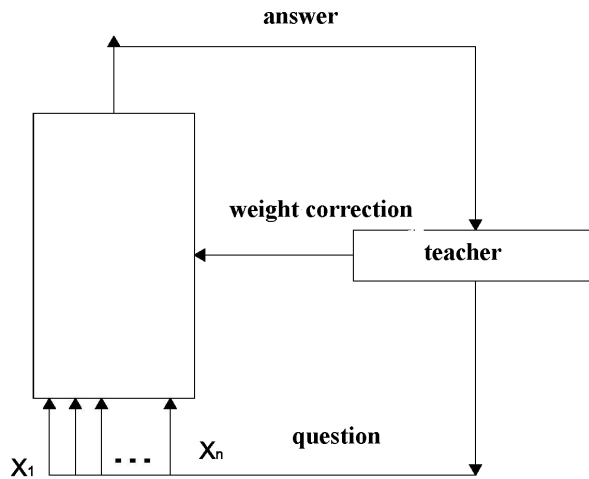 answer
weight correction
teacher
X1
...
Xn
question